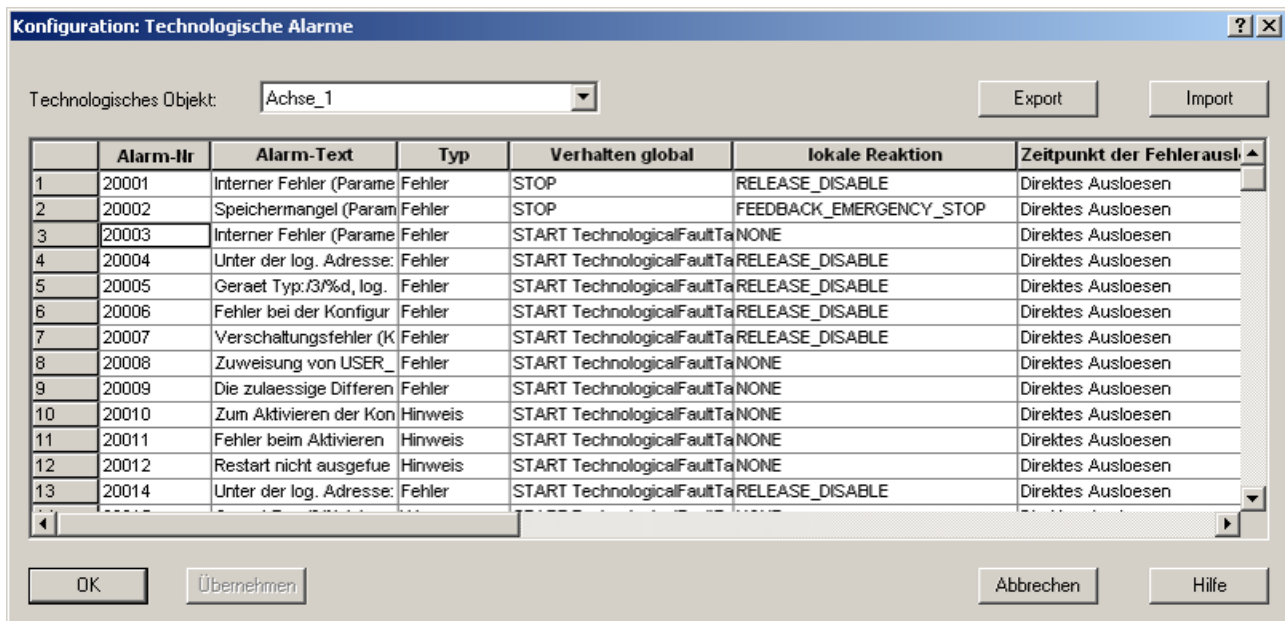 Konfiguration: Technologische Alarme
Technologisches Objekt: Achse_1 Export Import
Alarm-Nr Alarm-Text Typ Verhalten global lokale Reaktion Zeitpunkt der Fehlerausl
1 20001 Interner Fehler (Parame Fehler STOP RELEASE_DISABLE Direktes Ausloesen
2 20002 Speichermangel (Param Fehler STOP FEEDBACK_EMERGENCY_STOP Direktes Ausloesen
3 20003 Interner Fehler (Parame Fehler START TechnologicalFaultTa NONE Direktes Ausloesen
4 20004 Unter der log. Adresse: Fehler START TechnologicalFaultTa RELEASE_DISABLE Direktes Ausloesen
5 20005 Geraet Typ:/3/%d, log. Fehler START TechnologicalFaultTa RELEASE_DISABLE Direktes Ausloesen
6 20006 Fehler bei der Konfigur Fehler START TechnologicalFaultTa RELEASE_DISABLE Direktes Ausloesen
7 20007 Verschaltungsfehler (K Fehler START TechnologicalFaultTa RELEASE_DISABLE Direktes Ausloesen
8 20008 Zuweisung von USER_ Fehler START TechnologicalFaultTa NONE Direktes Ausloesen
9 20009 Die zulaessige Differen Fehler START TechnologicalFaultTa NONE Direktes Ausloesen
10 20010 Zum Aktivieren der Kon Hinweis START TechnologicalFaultTa NONE Direktes Ausloesen
11 20011 Fehler beim Aktivieren Hinweis START TechnologicalFaultTa NONE Direktes Ausloesen
12 20012 Restart nicht ausgefue Hinweis START TechnologicalFaultTa NONE Direktes Ausloesen
13 20014 Unter der log. Adresse: Fehler START TechnologicalFaultTa RELEASE_DISABLE Direktes Ausloesen
OK Übernehmen Abbrechen Hilfe